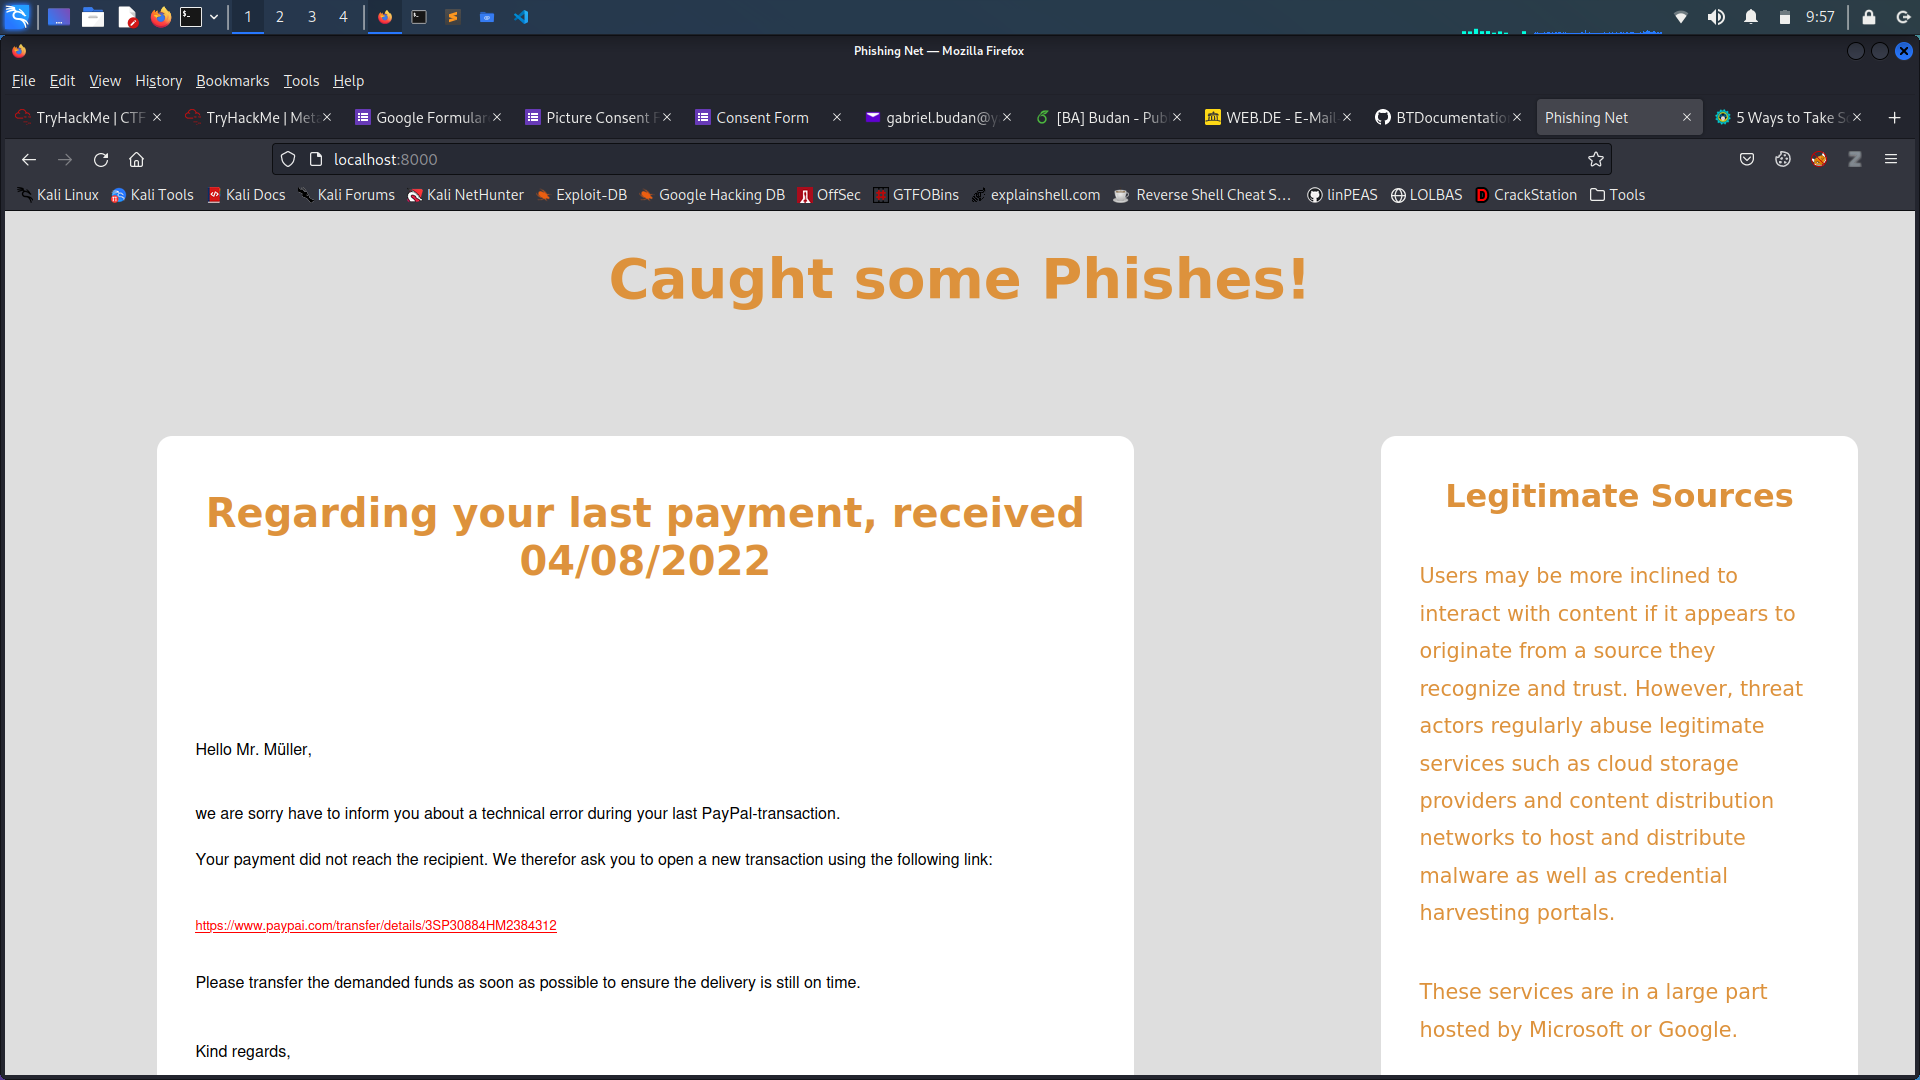 1 2 3 4 9:57
Phishing Net — Mozilla Firefox
File Edit View History Bookmarks Tools Help
TryHackMe | CTF TryHackMe | Meta Google Formular Picture Consent F Consent Form gabriel.budan@y [BA] Budan - Pub WEB.DE - E-Mail BTDocumentatio Phishing Net 5 Ways to Take Sc
localhost:8000
Kali Linux Kali Tools Kali Docs Kali Forums Kali NetHunter Exploit-DB Google Hacking DB OffSec GTFOBins explainshell.com Reverse Shell Cheat S... linPEAS LOLBAS CrackStation Tools
Caught some Phishes!
Regarding your last payment, received
04/08/2022
Hello Mr. Müller,
we are sorry have to inform you about a technical error during your last PayPal-transaction.
Your payment did not reach the recipient. We therefor ask you to open a new transaction using the following link:
https://www.paypai.com/transfer/details/3SP30884HM2384312
Please transfer the demanded funds as soon as possible to ensure the delivery is still on time.
Kind regards,
Legitimate Sources
Users may be more inclined to
interact with content if it appears to
originate from a source they
recognize and trust. However, threat
actors regularly abuse legitimate
services such as cloud storage
providers and content distribution
networks to host and distribute
malware as well as credential
harvesting portals.
These services are in a large part
hosted by Microsoft or Google.